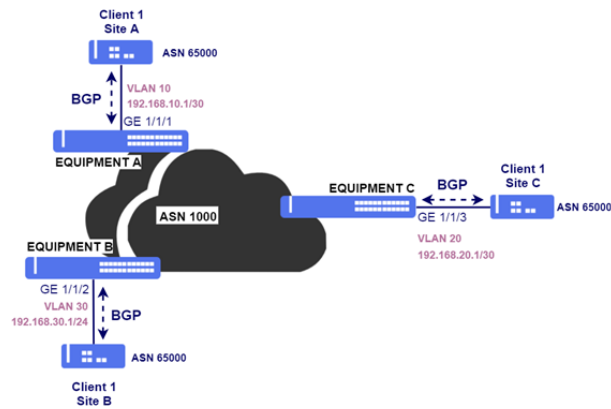 Client 1
Site A
ASN 65000
VLAN 10
BGP
192.168.10.1/30
GE 1/1/1
EQUIPMENT A
EQUIPMENT C
BGP
Client 1
Site C
ASN 1000
GE 1/1/3
ASN 65000
VLAN 20
192.168.20.1/30
EQUIPMENT B
GE 1/1/2
VLAN 30
192.168.30.1/24
BGP
ASN 65000
Client 1
Site B